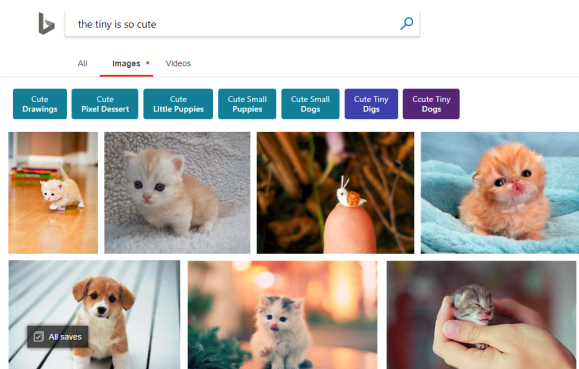 the tiny is so cute
All Images Videos
Cute
Drawings
Cute
Pixel Dessert
Cute
Little Puppies
Cute Small
Puppies
Cute Small
Dogs
Cute Tiny
Digs
Ccute Tiny
Dogs
All saves